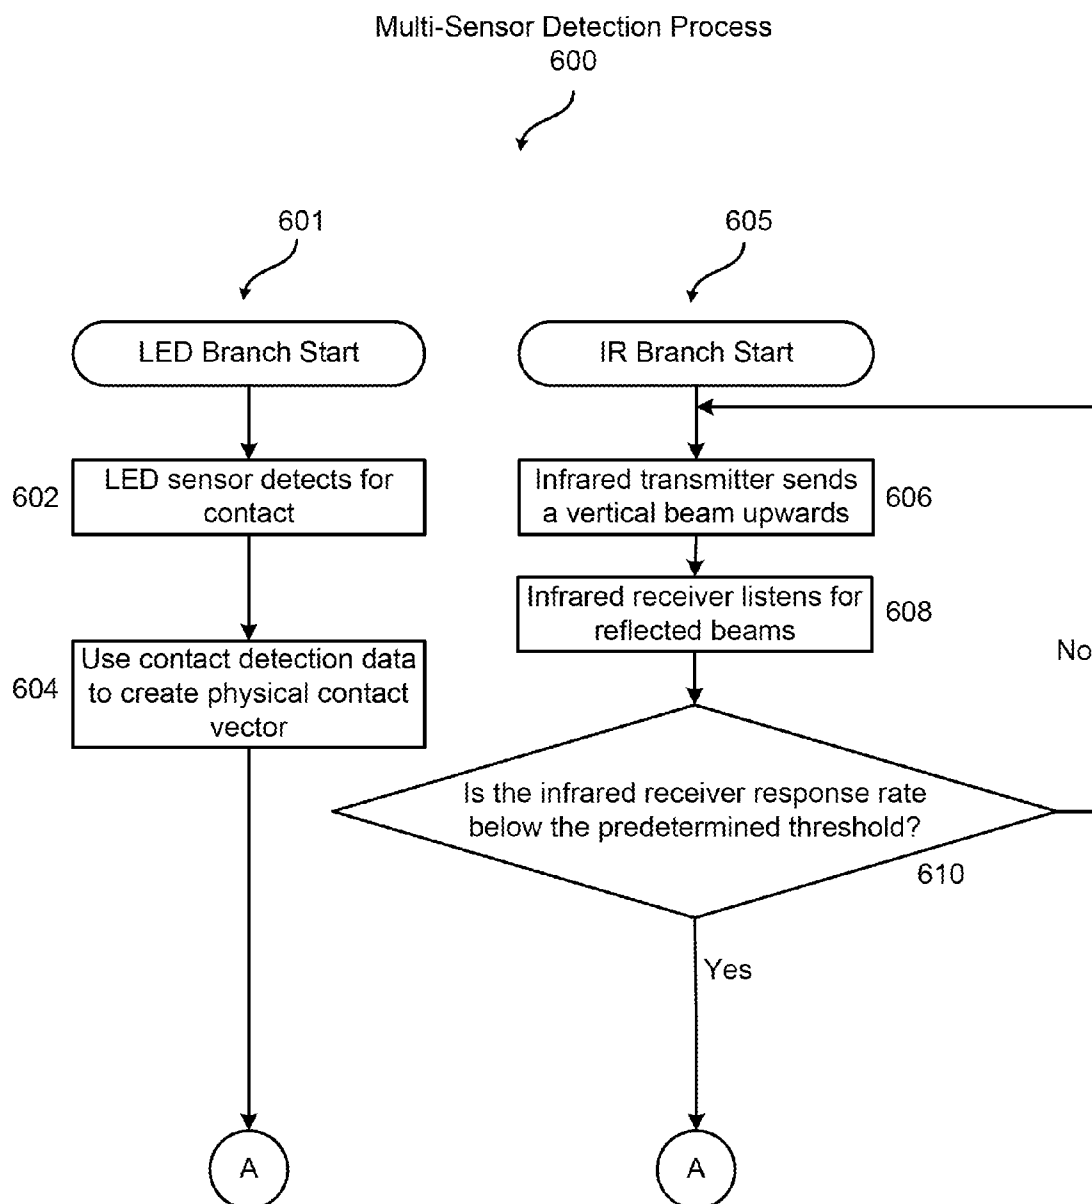 Multi-Sensor Detection Process
600
601
LED Branch Start
602
LED sensor detects for
contact
604
Use contact detection data
to create physical contact
vector
A
605
IR Branch Start
Infrared transmitter sends
a vertical beam upwards
606
Infrared receiver listens for
reflected beams
608
No
Is the infrared receiver response rate
below the predetermined threshold?
610
Yes
A